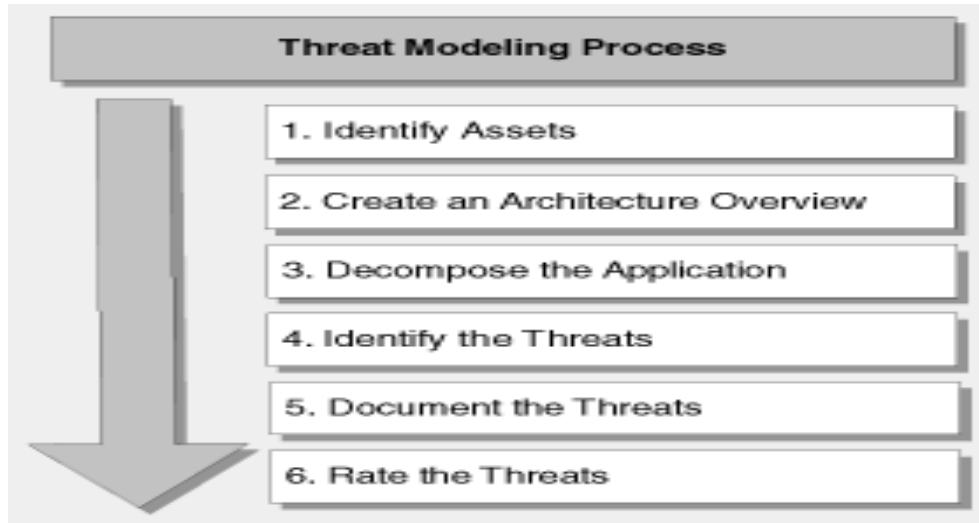 Threat Modeling Process
1. Identify Assets
2. Create an Architecture Overview
3. Decompose the Application
4. Identify the Threats
5. Document the Threats
6. Rate the Threats